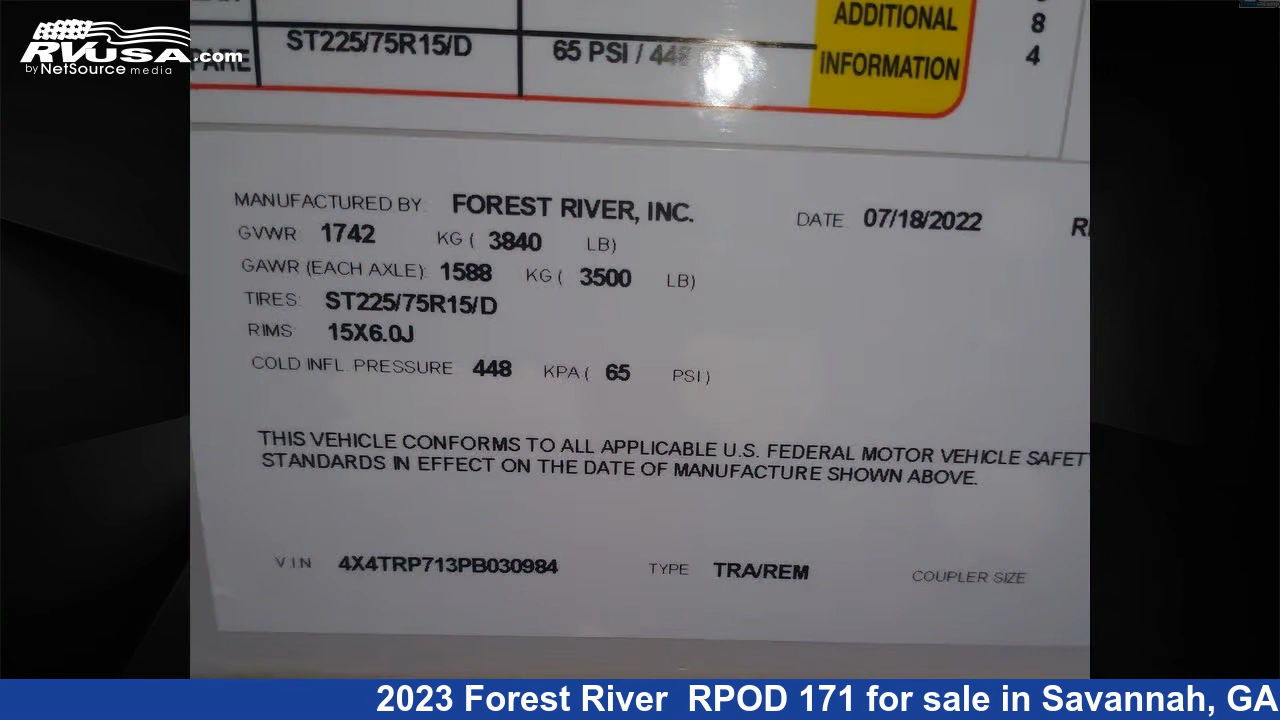 RVUSA.com
by NetSource media
ST225/75R15/D 65 PSI / 448
ADDITIONAL
INFORMATION
8
4
MANUFACTURED BY: FOREST RIVER, INC. DATE 07/18/2022
GVWR 1742 KG ( 3840 LB)
GAWR (EACH AXLE): 1588 KG ( 3500 LB)
TIRES: ST225/75R15/D
RIMS 15X6.0J
COLD INFL PRESSURE 448 KPA ( 65 PSI )
THIS VEHICLE CONFORMS TO ALL APPLICABLE U.S. FEDERAL MOTOR VEHICLE SAFET
STANDARDS IN EFFECT ON THE DATE OF MANUFACTURE SHOWN ABOVE.
VIN 4X4TRP713PB030984 TYPE TRA/REM COUPLER SIZE
2023 Forest River RPOD 171 for sale in Savannah, GA